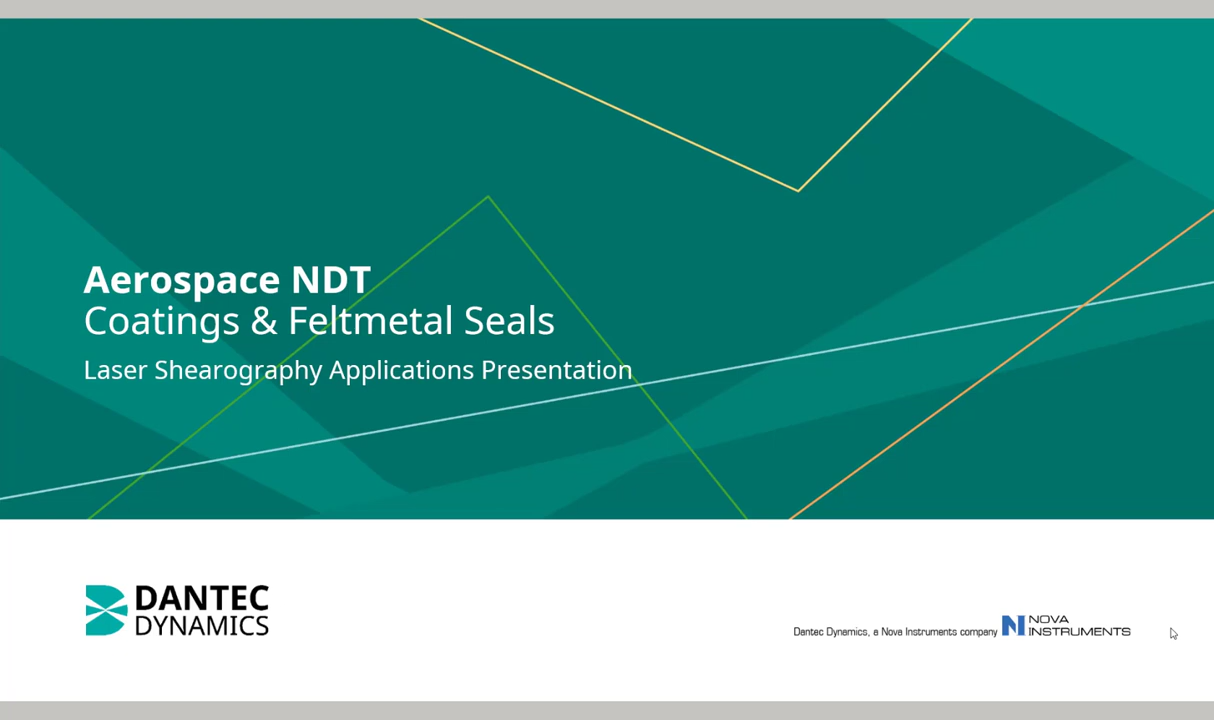 Aerospace NDT
Coatings & Feltmetal Seals
Laser Shearography Applications Presentation
DANTEC
DYNAMICS
Dantec Dynamics, a Nova Instruments company
NOVA
INSTRUMENTS